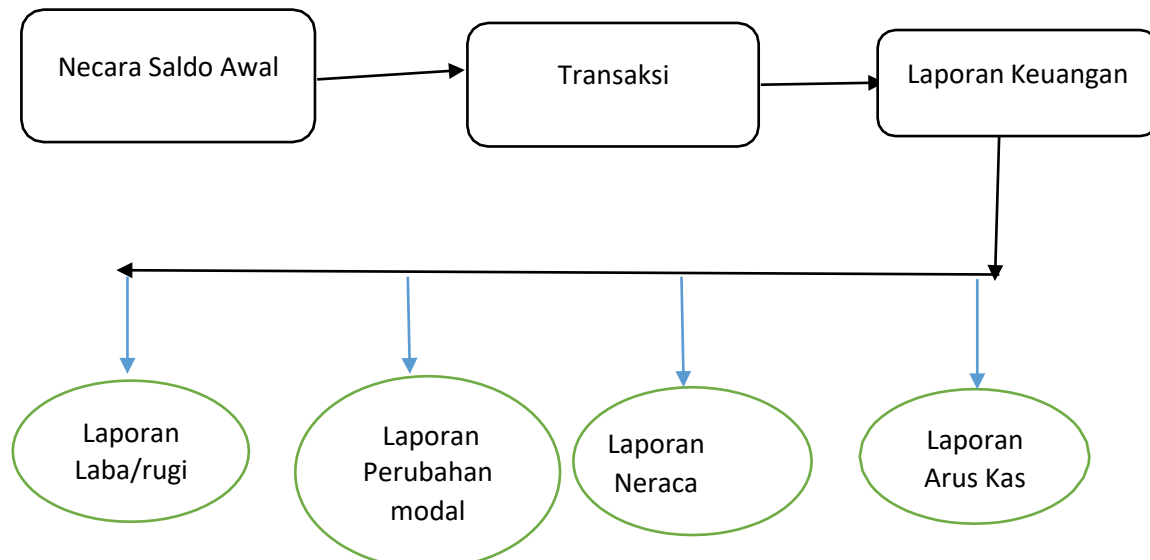 Necara Saldo Awal
Transaksi
Laporan Keuangan
Laporan
Laba/rugi
Laporan
Perubahan
modal
Laporan
Neraca
Laporan
Arus Kas